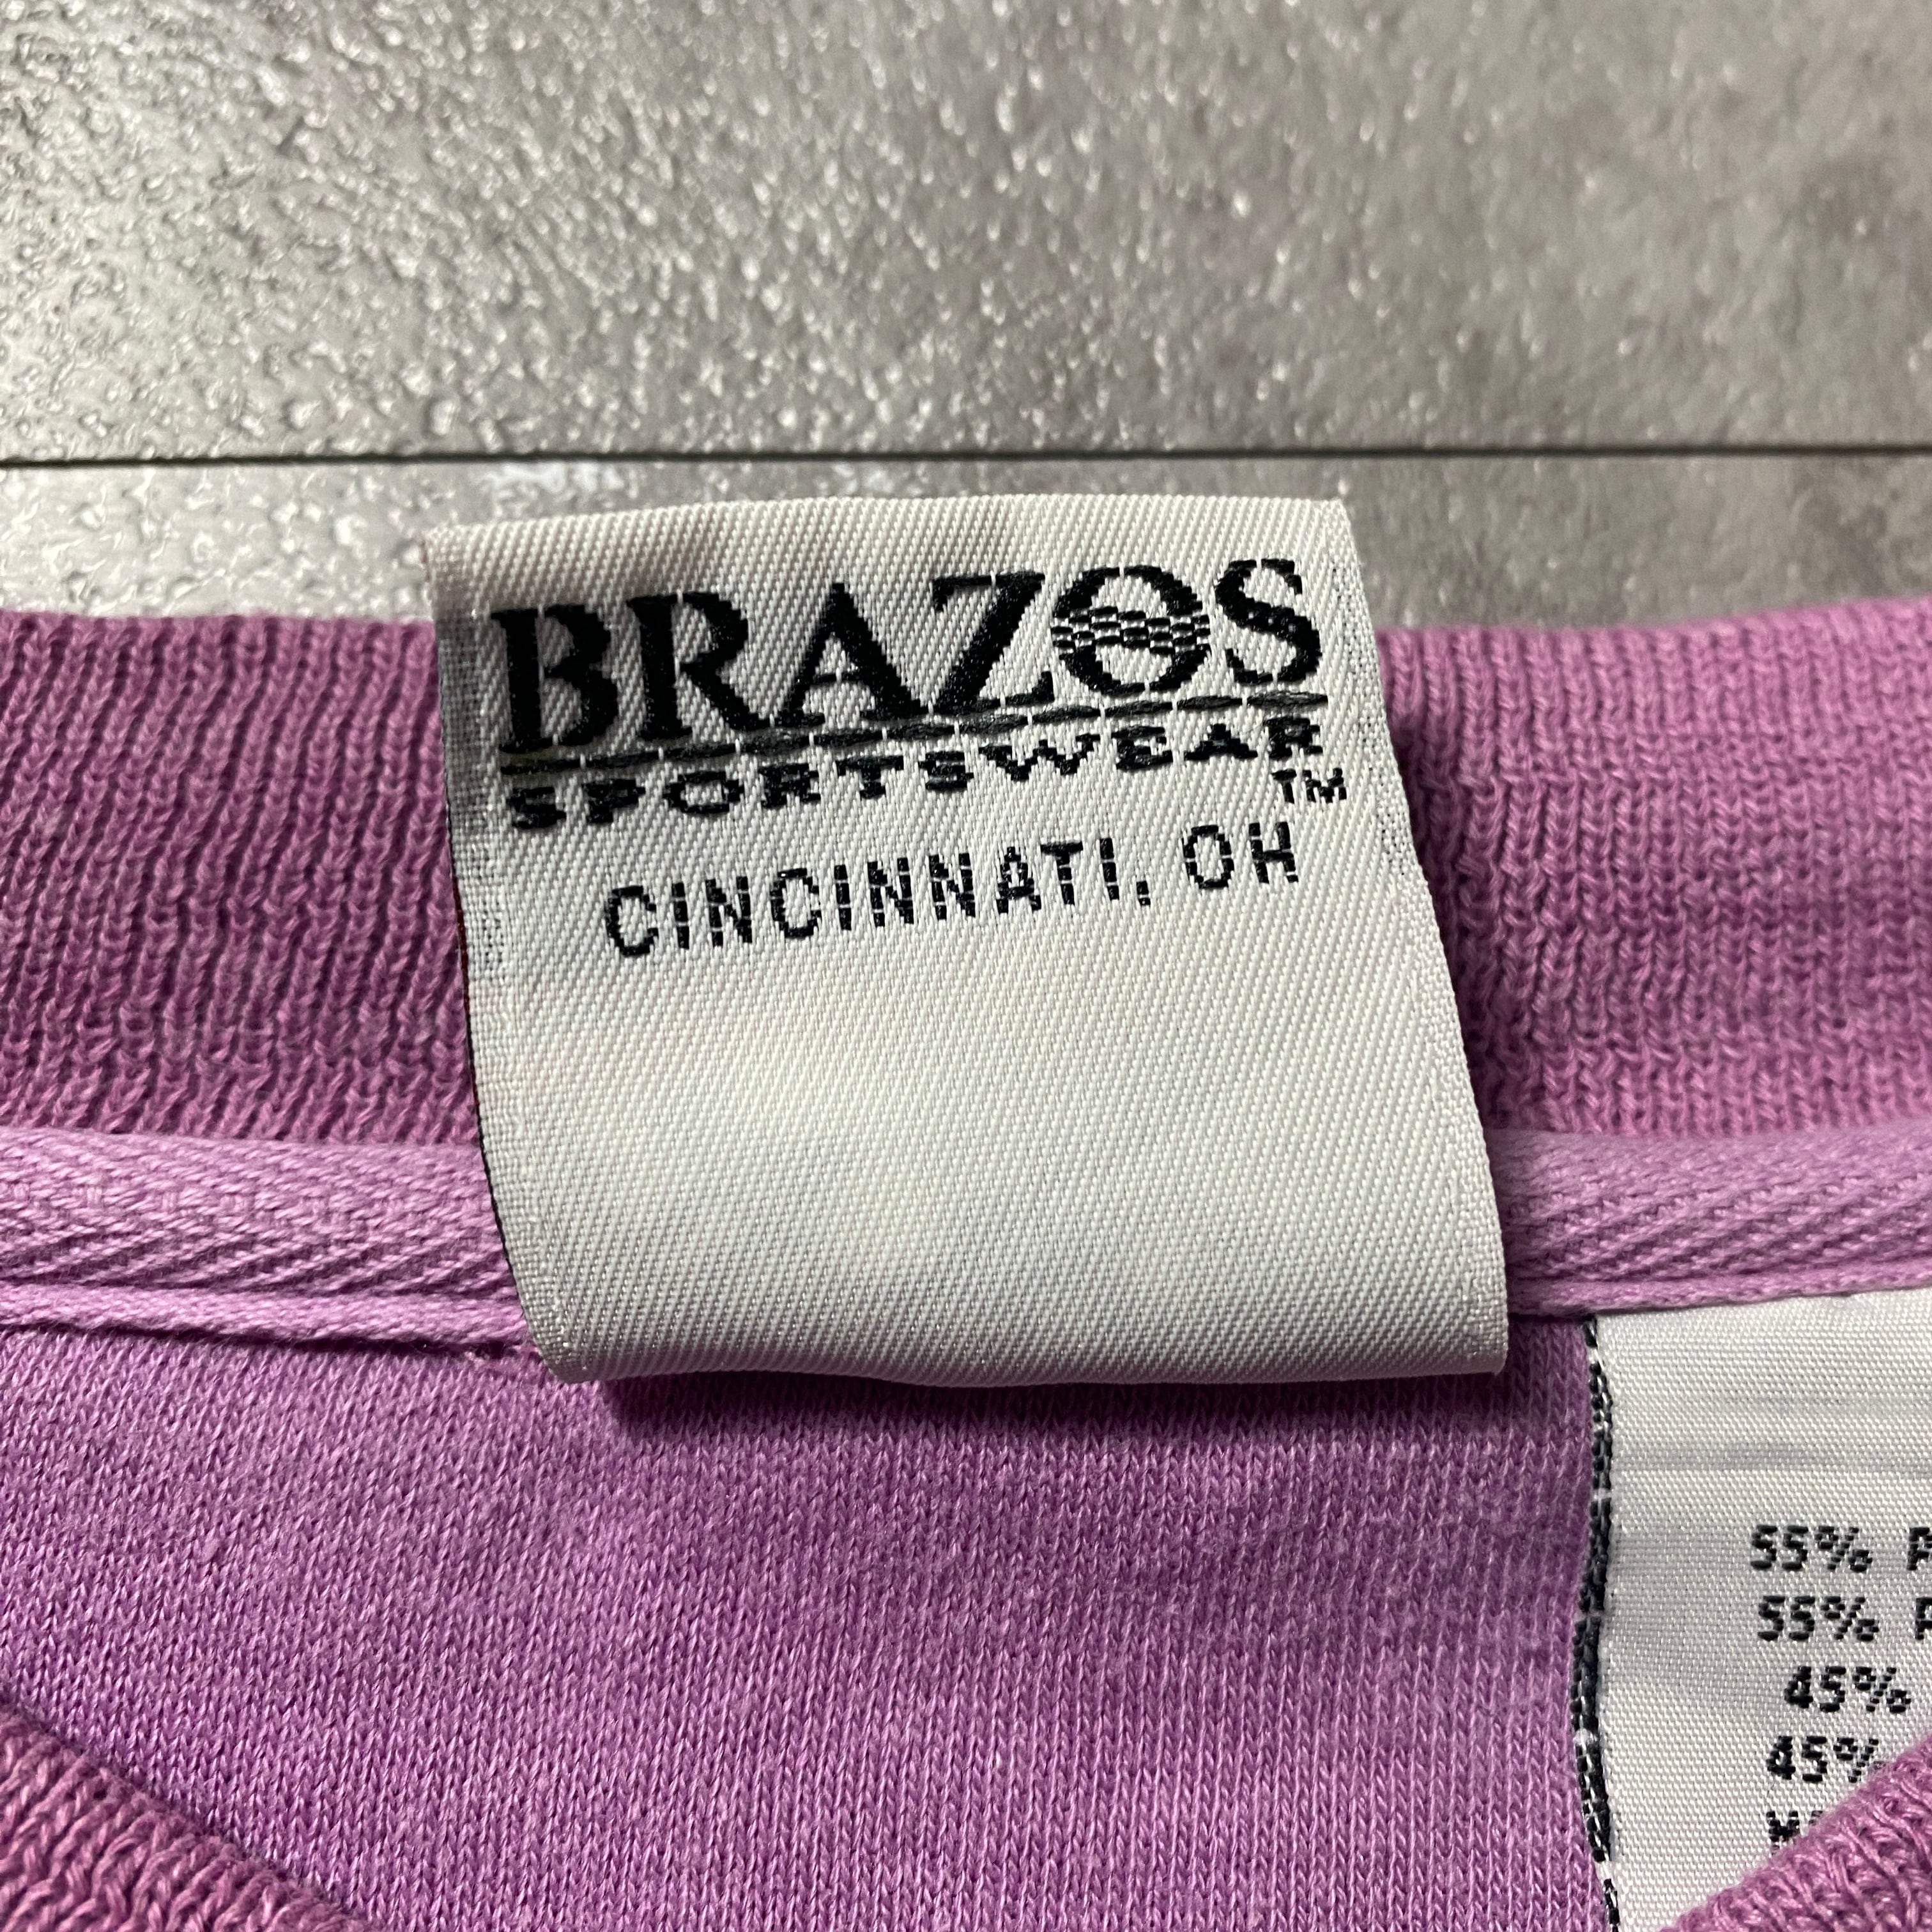 BRAZOS
SPORTSWEAR
TM
CINCINNATI, OH
55%
55%
45%
45%